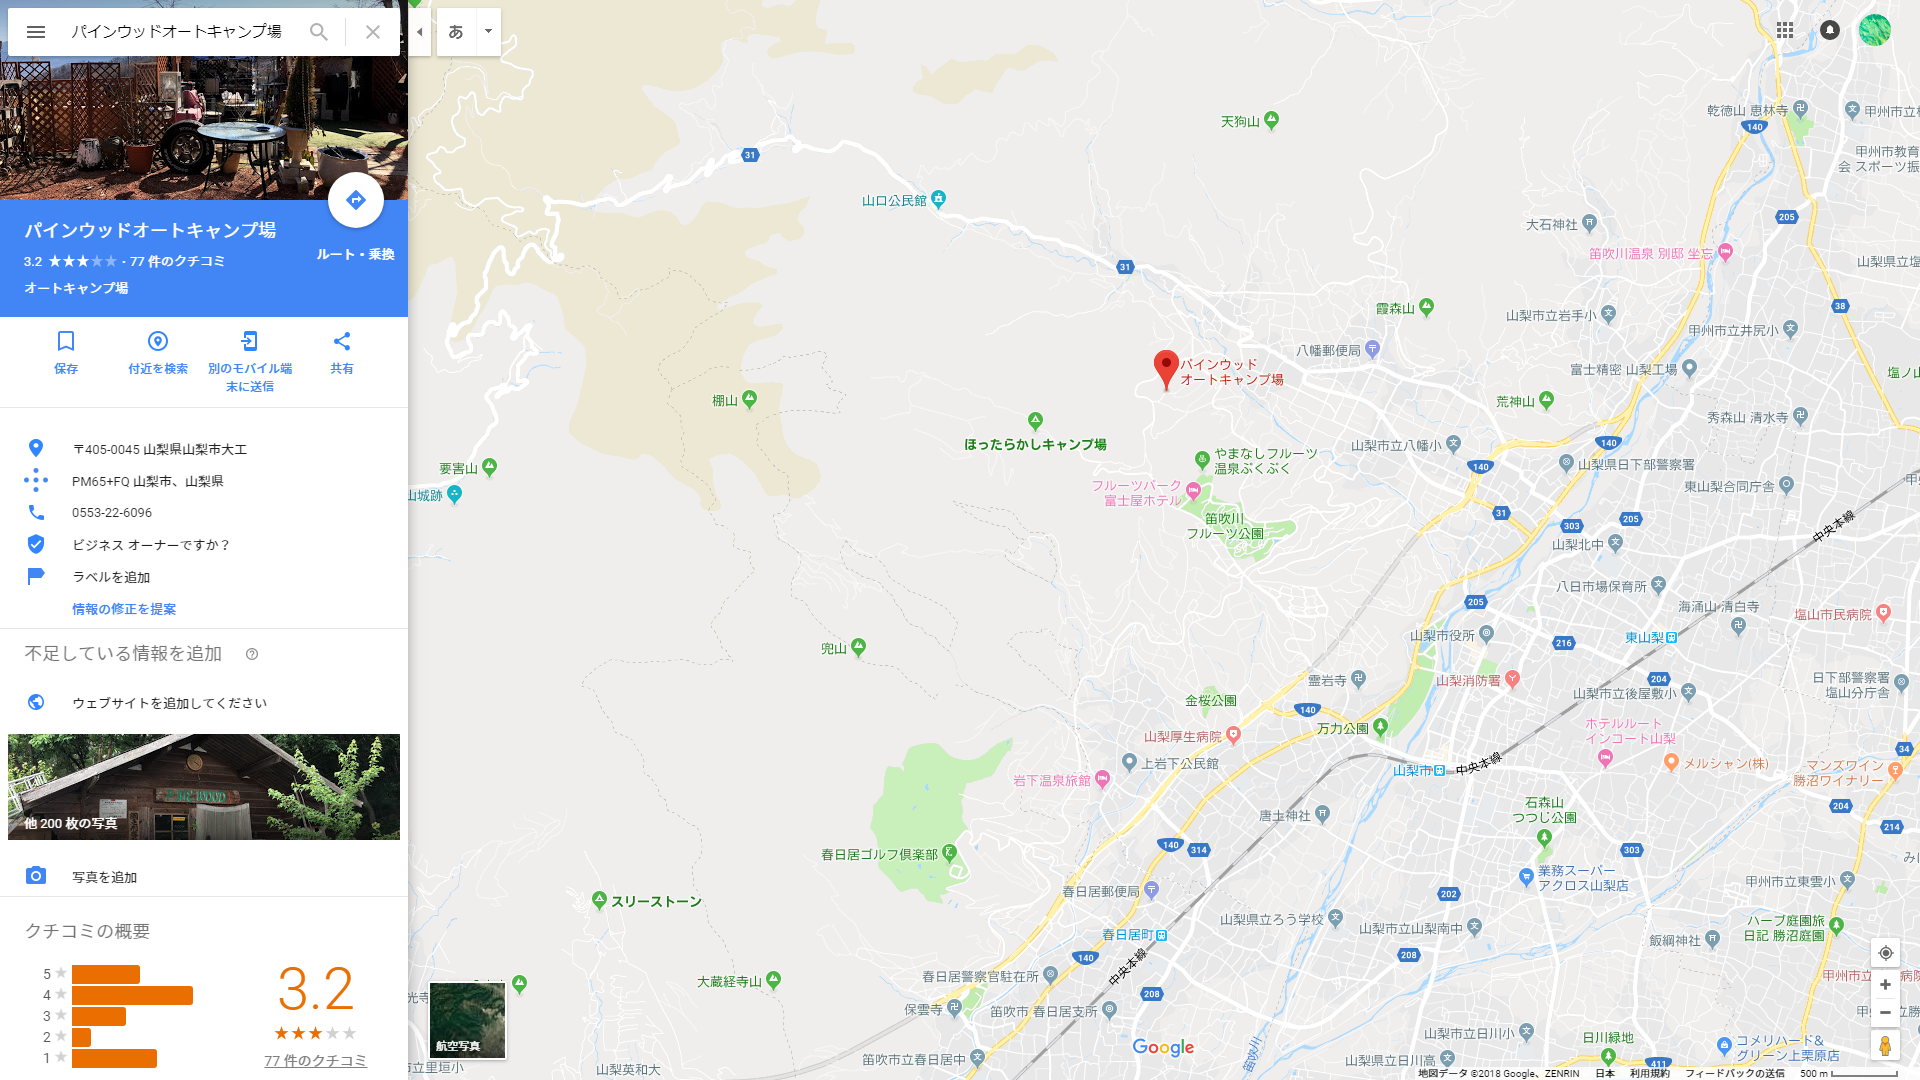 パインウッドオートキャンプ場
あ
パインウッドオートキャンプ場
3.2 ★★★★★ - 77 件のクチコミ
オートキャンプ場
ルート・乗換
保存
付近を検索
別のモバイル端
末に送信
共有
〒405-0045 山梨県山梨市大工
PM65+FQ 山梨市、山梨県
0553-22-6096
ビジネス オーナーですか？
ラベルを追加
情報の修正を提案
不足している情報を追加
ウェブサイトを追加してください
他 200 枚の写真
写真を追加
クチコミの概要
5
4
3
2
1
3.2
77 件のクチコミ
天狗山
乾徳山 恵林寺
140
甲州市立
甲州市教育
会 スポーツ振
31
山口公民館
205
大石神社
笛吹川温泉 別邸 坐忘
山梨県立塩
31
霞森山
山梨市立岩手小
38
甲州市立井尻小
八幡郵便局
パインウッド
オートキャンプ場
富士精密 山梨工場
塩ノ山
棚山
荒神山
秀森山 清水寺
ほったらかしキャンプ場
山梨市立八幡小
140
やまなしフルーツ
温泉ぷくぷく
140
山梨県日下部警察署
要害山
山城跡
フルーツパーク
富士屋ホテル
東山梨合同庁舎
笛吹川
フルーツ公園
31
303
205
中央本線
山梨北中
八日市場保育所
205
海涌山 清白寺
塩山市民病院
山梨市役所
216
東山梨
兜山
霊岩寺
山梨消防署
204
山梨市立後屋敷小
日下部警察署
塩山分庁舎
金桜公園
140
万力公園
ホテルルート
インコート山梨
山梨厚生病院
上岩下公民館
34
岩下温泉旅館
山梨市
中央本線
メルシャン(株)
マンズワイン
勝沼ワイナリー
石森山
つつじ公園
204
唐土神社
214
140
314
303
春日居ゴルフ倶楽部
業務スーパー
アクロス山梨店
甲州市立東雲小
春日居郵便局
202
スリーストーン
山梨県立ろう学校
山梨市立山梨南中
ハーブ庭園旅
日記 勝沼庭園
春日居町
飯綱神社
140
中央本線
208
春日居警察官駐在所
大蔵経寺山
208
保雲寺
笛吹市 春日居支所
航空写真
山梨市立日川小
日川緑地
コメリハード&
グリーン上栗原店
Google
笛吹市立春日居中
笛吹川
山梨県立日川高
411
山梨英和大
地図データ ©2018 Google、ZENRIN 日本 利用規約 フィードバックの送信 500 m